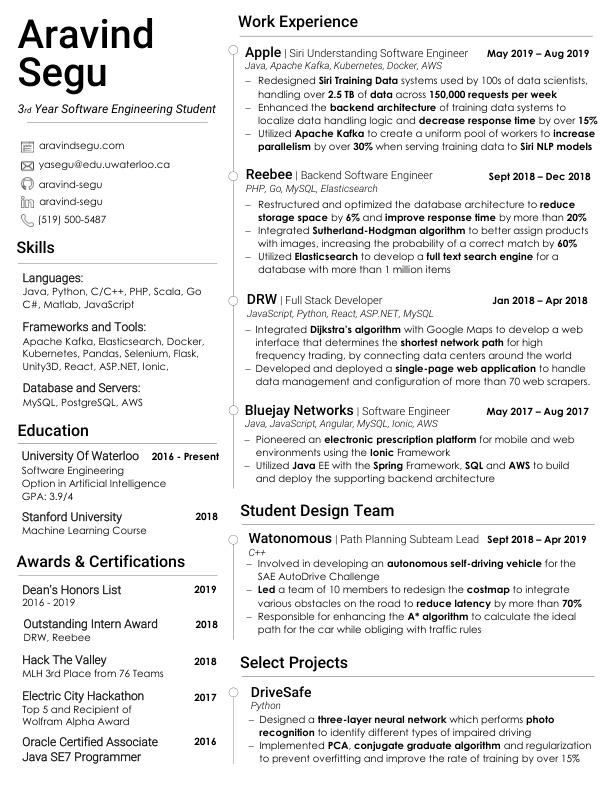 Aravind
Segu
3rd Year Software Engineering Student
aravindsegu.com
yasegu@edu.uwaterloo.ca
aravind-segu
aravind-segu
(519) 500-5487
Skills
Languages:
Java, Python, C/C++, PHP, Scala, Go
C#, Matlab, JavaScript
Frameworks and Tools:
Apache Kafka, Elasticsearch, Docker,
Kubernetes, Pandas, Selenium, Flask,
Unity3D, React, ASP.NET, Ionic,
Database and Servers:
MySQL, PostgreSQL, AWS
Education
University Of Waterloo 2016 - Present
Software Engineering
Option in Artificial Intelligence
GPA: 3.9/4
Stanford University 2018
Machine Learning Course
Awards & Certifications
Dean's Honors List 2019
2016 - 2019
Outstanding Intern Award 2018
DRW, Reebee
Hack The Valley 2018
MLH 3rd Place from 76 Teams
Electric City Hackathon 2017
Top 5 and Recipient of
Wolfram Alpha Award
Oracle Certified Associate 2016
Java SE7 Programmer
Work Experience
Apple | Siri Understanding Software Engineer May 2019 – Aug 2019
Java, Apache Kafka, Kubernetes, Docker, AWS
– Redesigned Siri Training Data systems used by 100s of data scientists,
handling over 2.5 TB of data across 150,000 requests per week
– Enhanced the backend architecture of training data systems to
localize data handling logic and decrease response time by over 15%
– Utilized Apache Kafka to create a uniform pool of workers to increase
parallelism by over 30% when serving training data to Siri NLP models
Reebee | Backend Software Engineer Sept 2018 – Dec 2018
PHP, Go, MySQL, Elasticsearch
– Restructured and optimized the database architecture to reduce
storage space by 6% and improve response time by more than 20%
– Integrated Sutherland-Hodgman algorithm to better assign products
with images, increasing the probability of a correct match by 60%
– Utilized Elasticsearch to develop a full text search engine for a
database with more than 1 million items
DRW | Full Stack Developer Jan 2018 – Apr 2018
JavaScript, Python, React, ASP.NET, MySQL
– Integrated Dijkstra's algorithm with Google Maps to develop a web
interface that determines the shortest network path for high
frequency trading, by connecting data centers around the world
– Developed and deployed a single-page web application to handle
data management and configuration of more than 70 web scrapers.
Bluejay Networks | Software Engineer May 2017 – Aug 2017
Java, JavaScript, Angular, MySQL, Ionic, AWS
– Pioneered an electronic prescription platform for mobile and web
environments using the Ionic Framework
– Utilized Java EE with the Spring Framework, SQL and AWS to build
and deploy the supporting backend architecture
Student Design Team
Watonomous | Path Planning Subteam Lead Sept 2018 – Apr 2019
C++
– Involved in developing an autonomous self-driving vehicle for the
SAE AutoDrive Challenge
– Led a team of 10 members to redesign the costmap to integrate
various obstacles on the road to reduce latency by more than 70%
– Responsible for enhancing the A* algorithm to calculate the ideal
path for the car while obliging with traffic rules
Select Projects
DriveSafe
Python
– Designed a three-layer neural network which performs photo
recognition to identify different types of impaired driving
– Implemented PCA, conjugate graduate algorithm and regularization
to prevent overfitting and improve the rate of training by over 15%